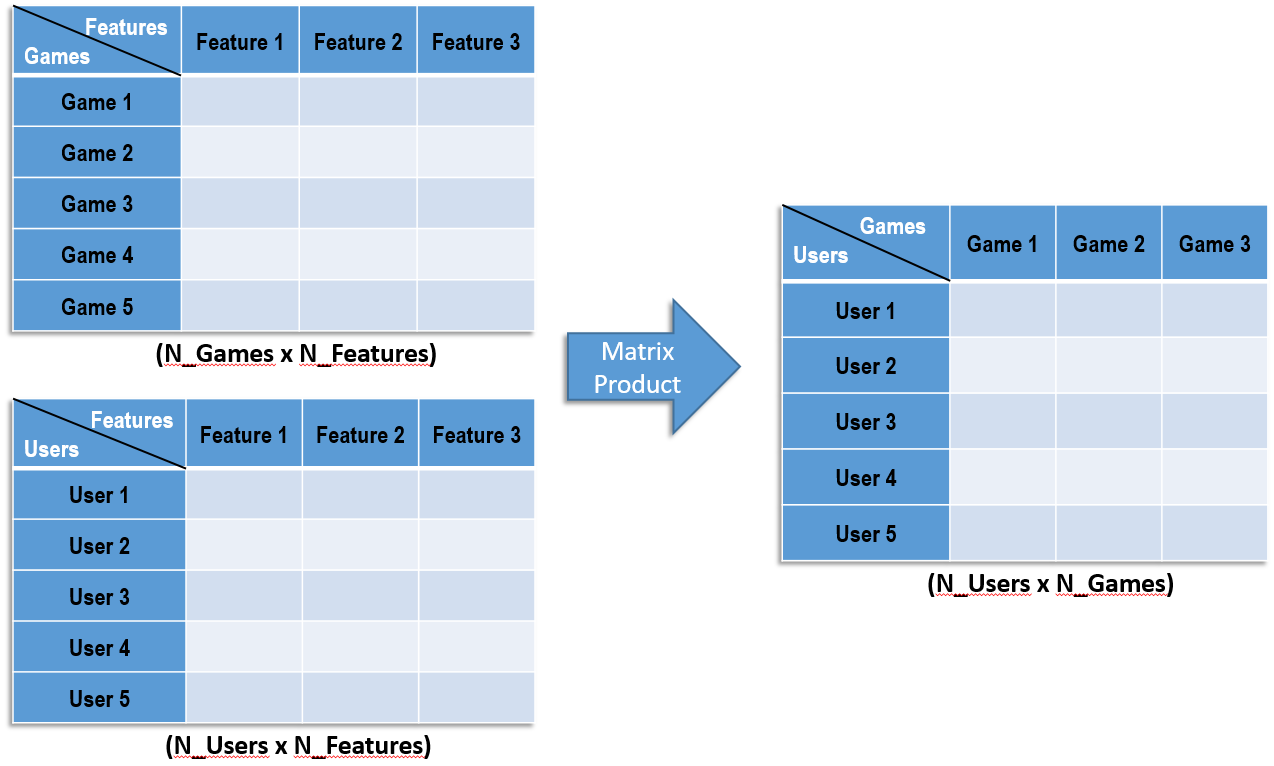 Features
Games
Feature 1 Feature 2 Feature 3
Game 1
Game 2
Game 3
Game 4
Game 5
(N_Games x N_Features)
Features
Users
Feature 1 Feature 2 Feature 3
User 1
User 2
User 3
User 4
User 5
(N_Users x N_Features)
Matrix
Product
Games
Users
Game 1 Game 2 Game 3
User 1
User 2
User 3
User 4
User 5
(N_Users x N_Games)